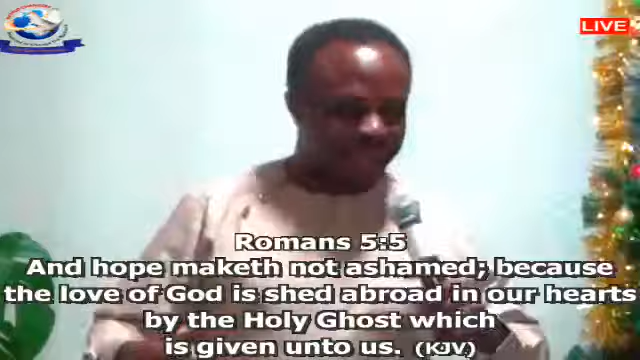 LIVE
Romans 5:5
And hope maketh not ashamed; because
the love of God is shed abroad in our hearts
by the Holy Ghost which
is given unto us. (KJV)